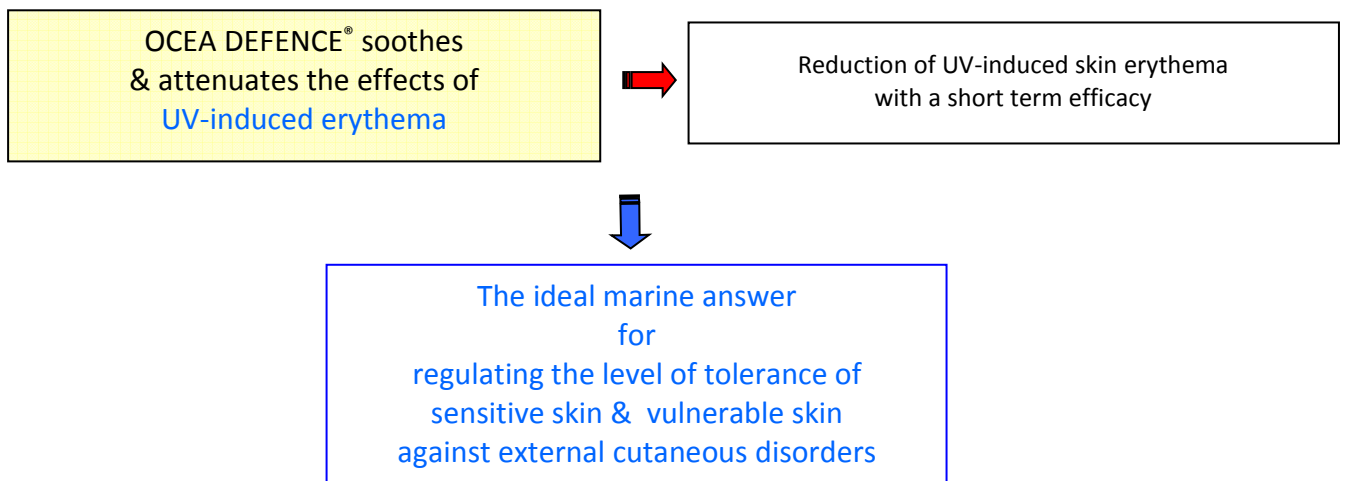 OCEA DEFENCE® soothes
& attenuates the effects of
UV-induced erythema
Reduction of UV-induced skin erythema
with a short term efficacy
The ideal marine answer
for
regulating the level of tolerance of
sensitive skin & vulnerable skin
against external cutaneous disorders